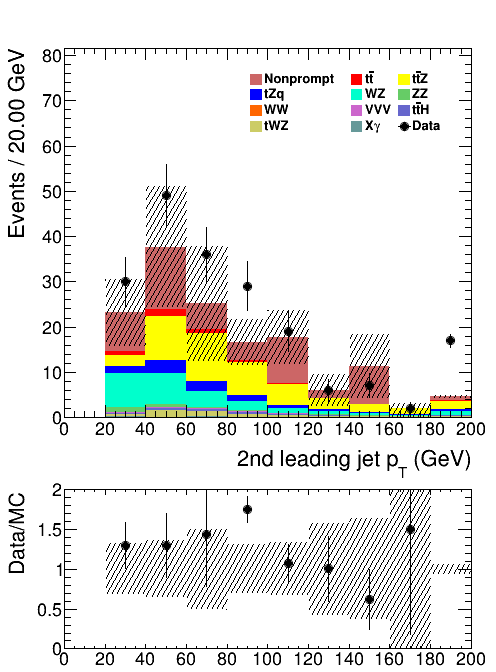 Events / 20.00 GeV
80
70
60
50
40
30
20
10
0
Nonprompt tt̄ tt̄Z
tZq WZ ZZ
WW VVV tt̄H
tWZ Xγ Data
0 20 40 60 80 100 120 140 160 180 200
2nd leading jet p_T (GeV)
Data/MC
2
1.5
1
0.5
0
0 20 40 60 80 100 120 140 160 180 200